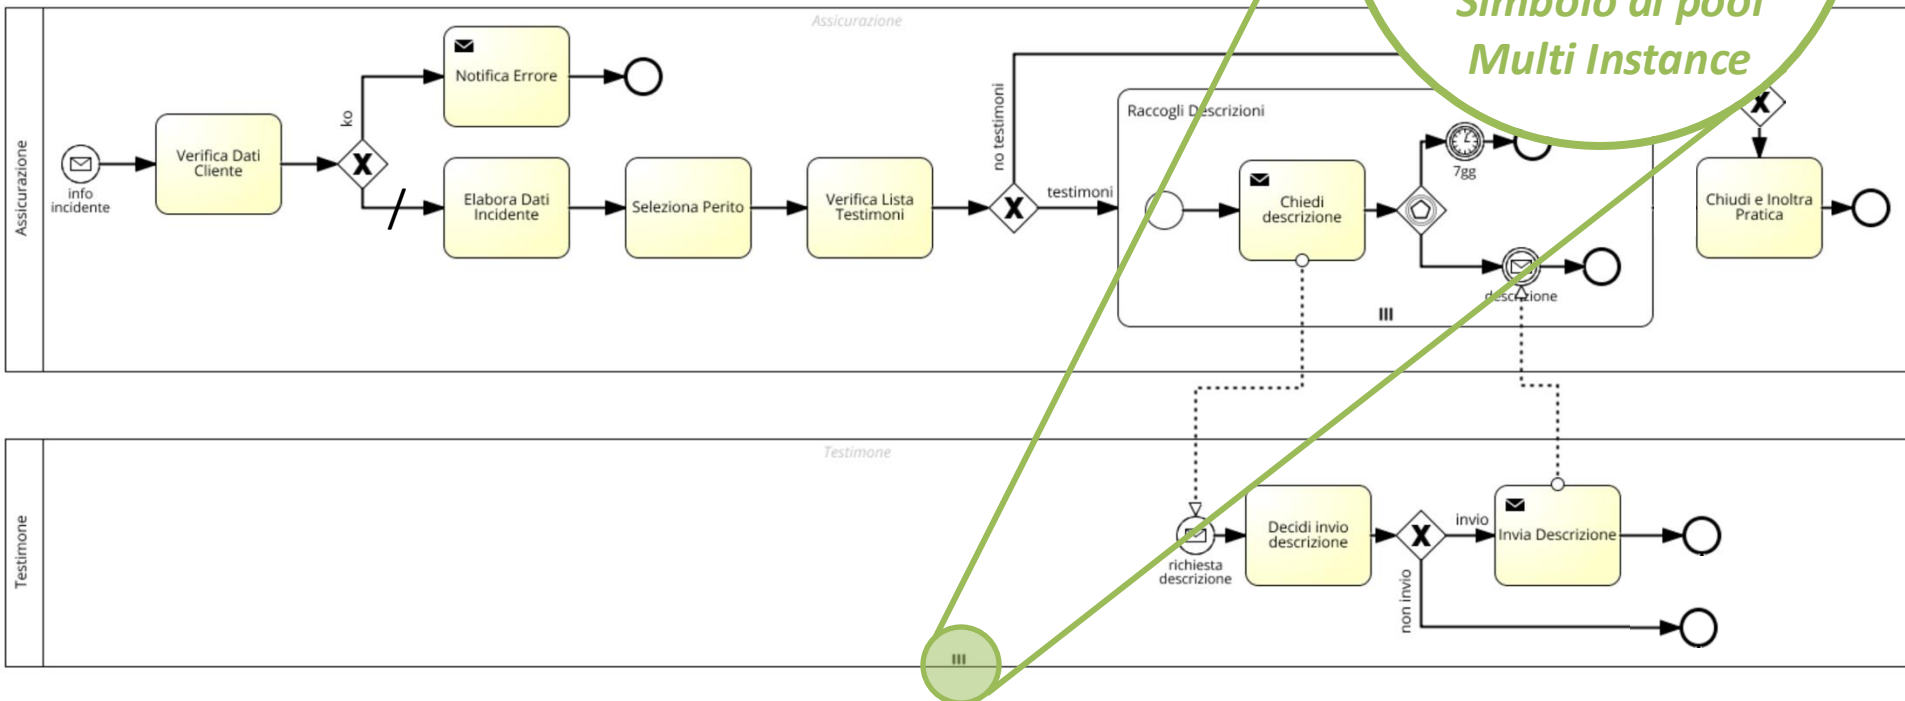 Assicurazione
Simbolo di pool
Multi Instance
Notifica Errore
ko
no testimoni
Raccogli Descrizioni
Assicurazione
info
incidente
Verifica Dati
Cliente
Elabora Dati
Incidente
Seleziona Perito
Verifica Lista
Testimoni
testimoni
Chiedi
descrizione
7gg
descrizione
Chiudi e Inoltra
Pratica
Testimone
Testimone
richiesta
descrizione
Decidi invio
descrizione
invio
non invio
Invia Descrizione